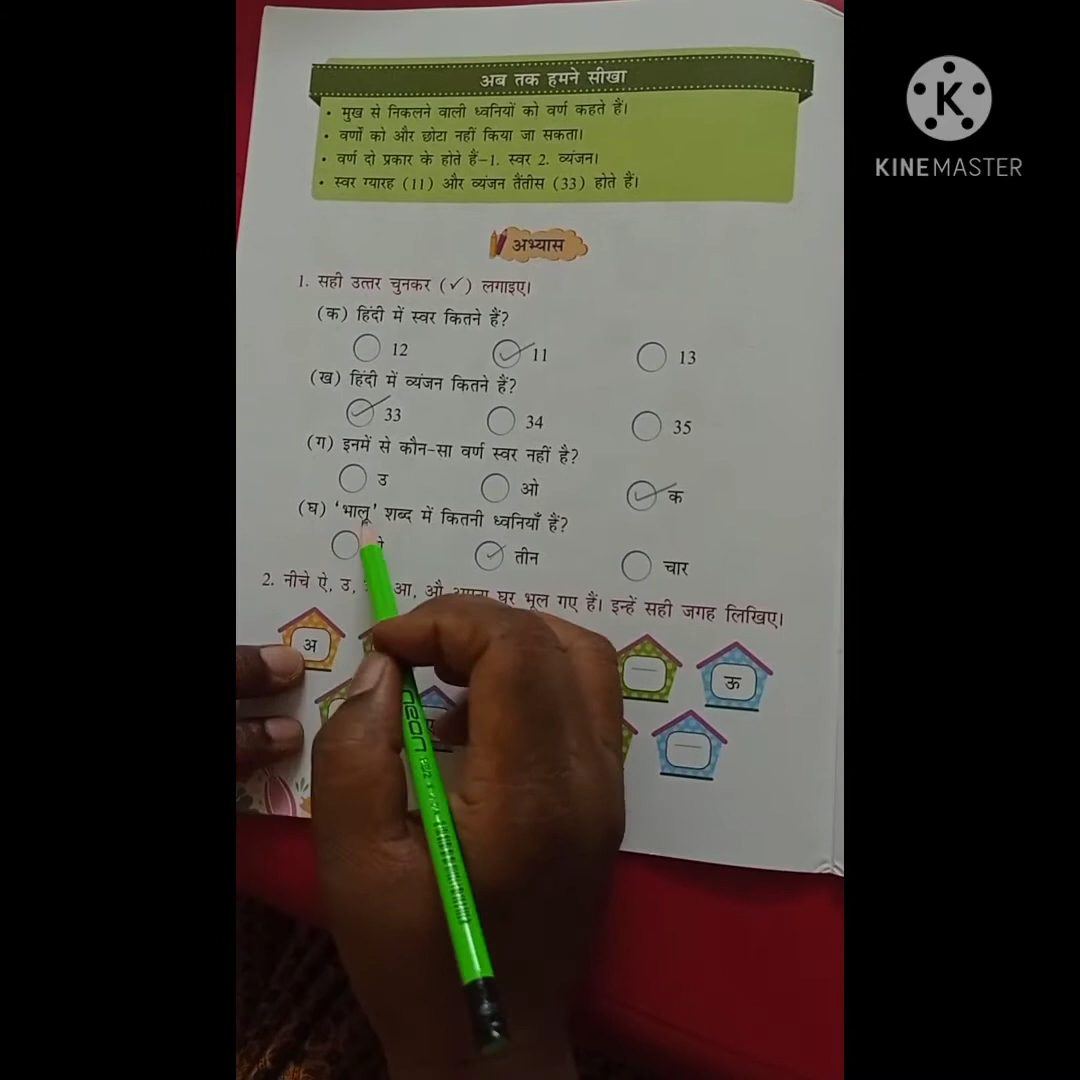 अब तक हमने सीखा
• मुख से निकलने वाली ध्वनियों को वर्ण कहते हैं।
• वर्णों को और छोटा नहीं किया जा सकता।
• वर्ण दो प्रकार के होते हैं-1. स्वर 2. व्यंजन।
• स्वर ग्यारह (11) और व्यंजन तैंतीस (33) होते हैं।
K
KINEMASTER
अभ्यास
1. सही उत्तर चुनकर (✓) लगाइए।
(क) हिंदी में स्वर कितने हैं?
12 11 13
(ख) हिंदी में व्यंजन कितने हैं?
33 34 35
(ग) इनमें से कौन-सा वर्ण स्वर नहीं है?
उ ओ क
(घ) 'भालू' शब्द में कितनी ध्वनियाँ हैं?
तीन चार
2. नीचे ऐ, उ, आ, औ अपना घर भूल गए हैं। इन्हें सही जगह लिखिए।
अ ऊ
ए
neon